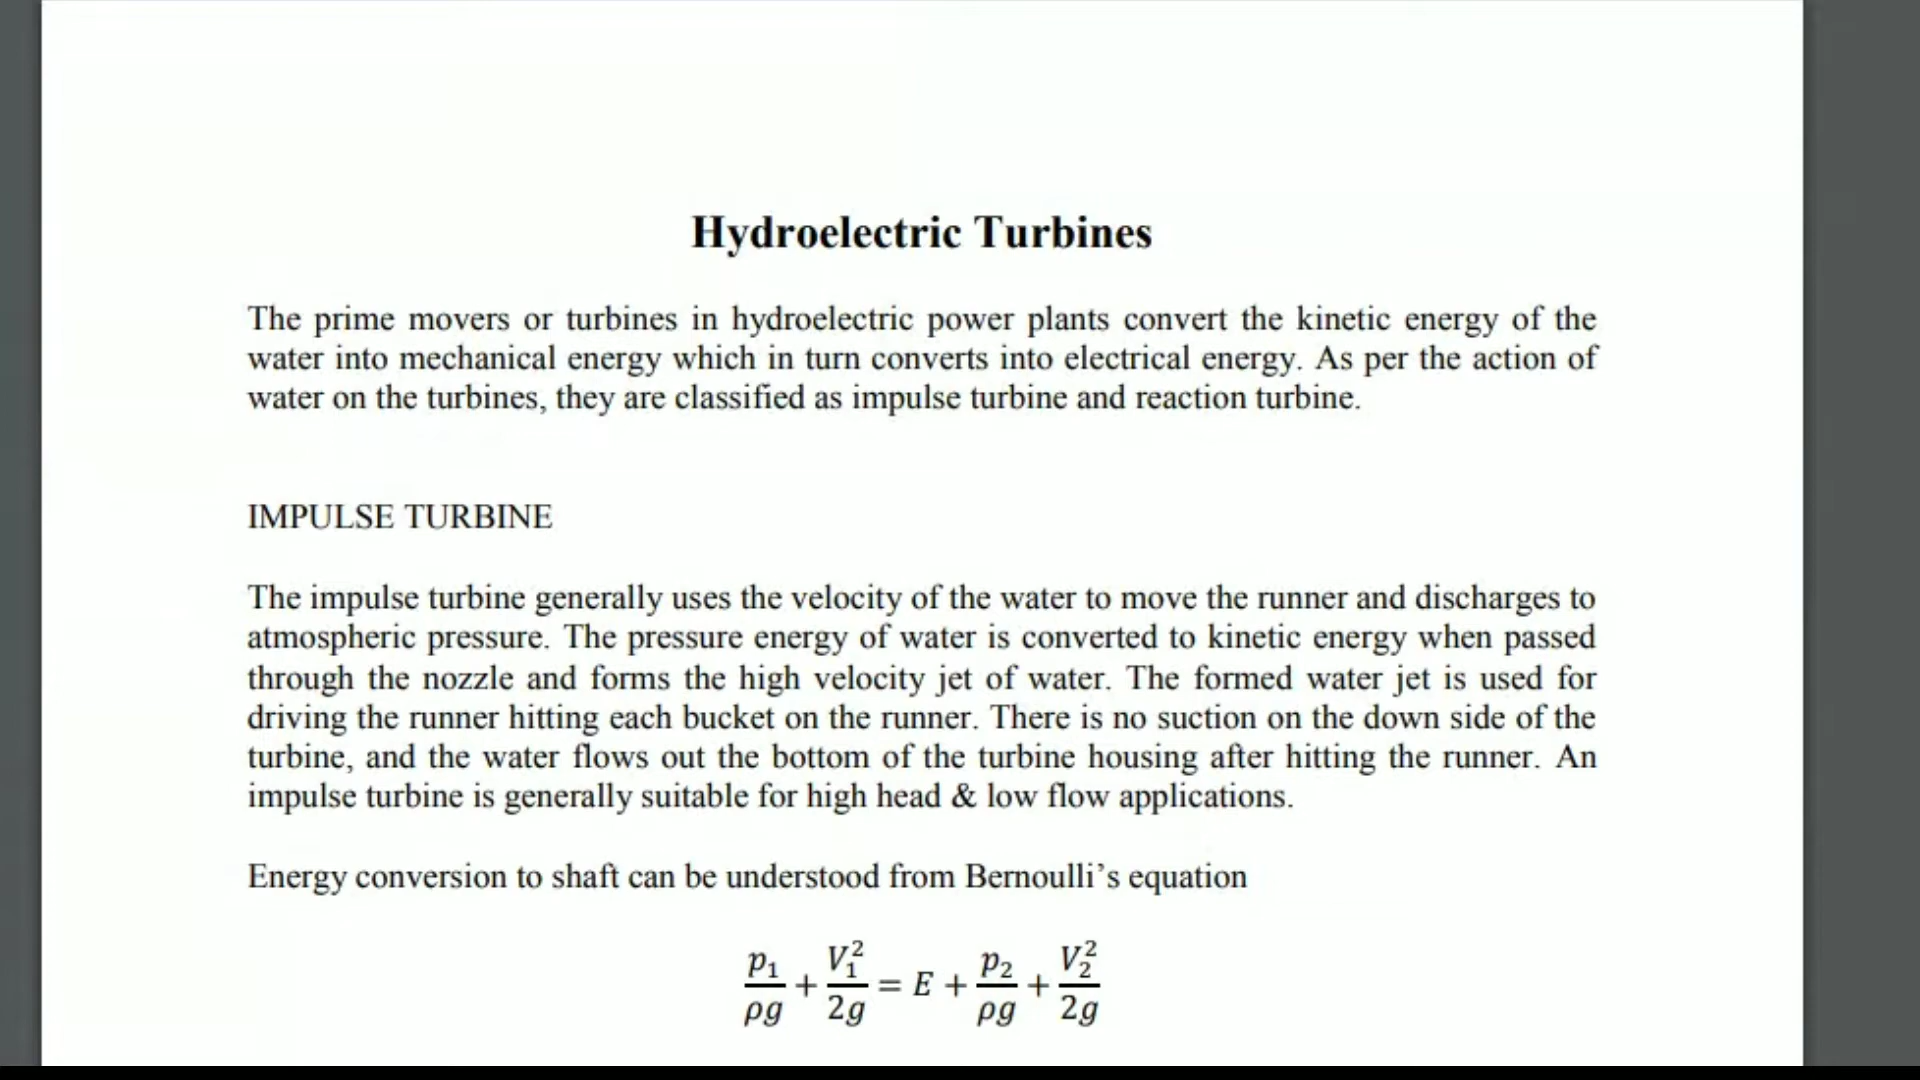 Hydroelectric Turbines
The prime movers or turbines in hydroelectric power plants convert the kinetic energy of the
water into mechanical energy which in turn converts into electrical energy. As per the action of
water on the turbines, they are classified as impulse turbine and reaction turbine.
IMPULSE TURBINE
The impulse turbine generally uses the velocity of the water to move the runner and discharges to
atmospheric pressure. The pressure energy of water is converted to kinetic energy when passed
through the nozzle and forms the high velocity jet of water. The formed water jet is used for
driving the runner hitting each bucket on the runner. There is no suction on the down side of the
turbine, and the water flows out the bottom of the turbine housing after hitting the runner. An
impulse turbine is generally suitable for high head & low flow applications.
Energy conversion to shaft can be understood from Bernoulli’s equation
p₁/ρg + V₁²/2g = E + p₂/ρg + V₂²/2g